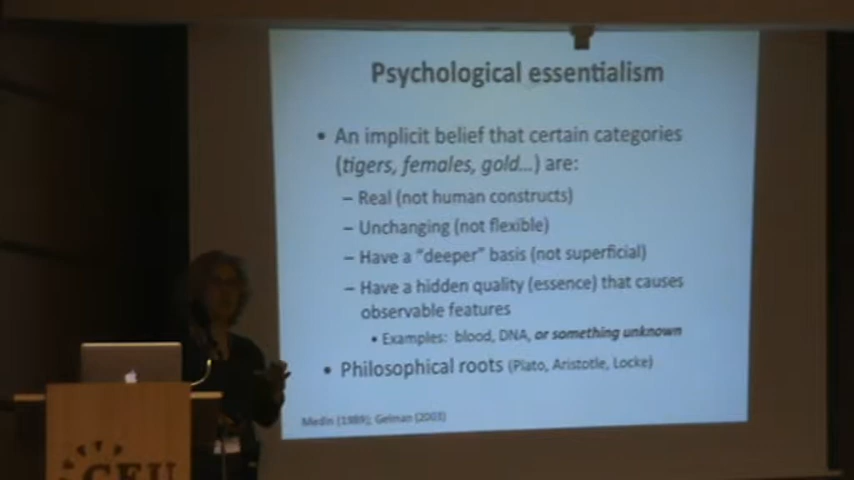 Psychological essentialism
• An implicit belief that certain categories
(tigers, females, gold...) are:
– Real (not human constructs)
– Unchanging (not flexible)
– Have a "deeper" basis (not superficial)
– Have a hidden quality (essence) that causes
observable features
• Examples: blood, DNA, or something unknown
• Philosophical roots (Plato, Aristotle, Locke)
Medin (1989); Gelman (2003)
CEU